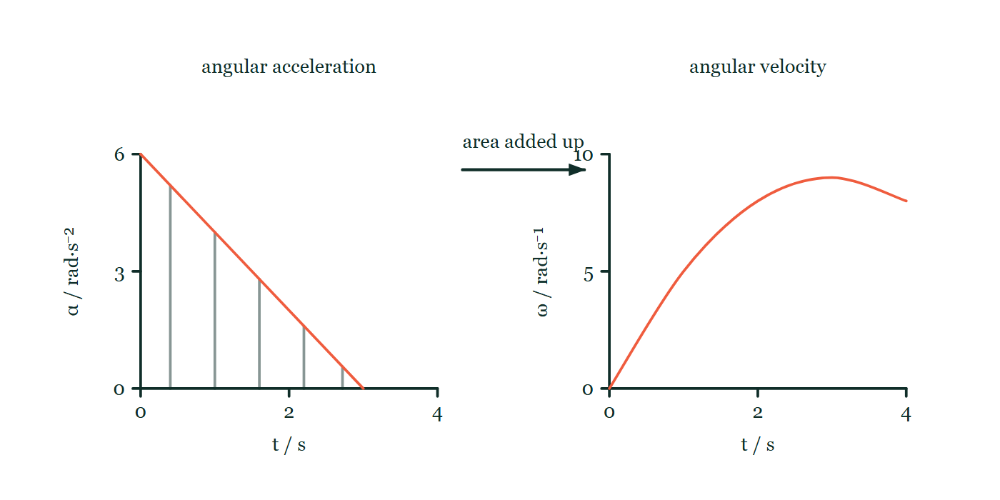 angular acceleration
angular velocity
area added up
6
3
0
α / rad·s⁻²
0
2
4
t / s
10
5
0
ω / rad·s⁻¹
0
2
4
t / s